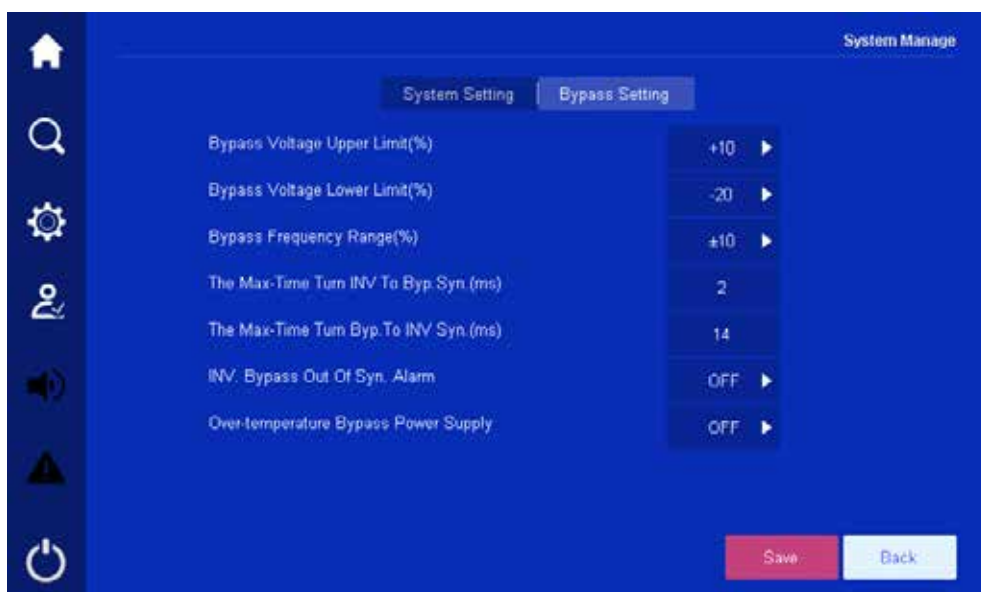 System Manage
System Setting Bypass Setting
Bypass Voltage Upper Limit(%) +10
Bypass Voltage Lower Limit(%) -20
Bypass Frequency Range(%) ±10
The Max-Time Turn INV To Byp.Syn.(ms) 2
The Max-Time Turn Byp.To INV Syn.(ms) 14
INV. Bypass Out Of Syn. Alarm OFF
Over-temperature Bypass Power Supply OFF
Save Back